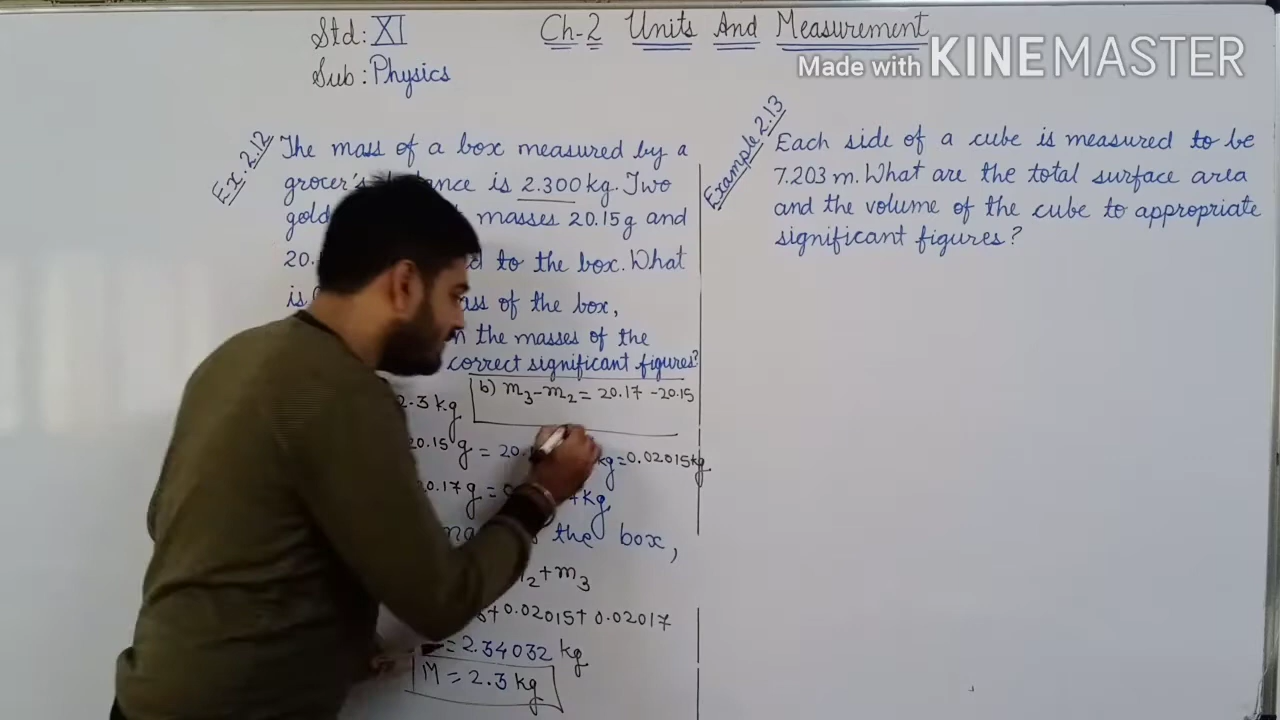 Std: XI
Ch-2 Units And Measurement
Sub: Physics
Made with KINEMASTER
Ex. 2.12
The mass of a box measured by a
grocer's balance is 2.300 kg. Two
gold masses 20.15g and
20. to the box. What
is of the box,
the masses of the
correct significant figures?
2.3 kg
b) m₃-m₂ = 20.17 -20.15
20.15 g = 20. kg=0.02015kg
20.17 g = kg
the box,
+m₃
+0.02015+ 0.02017
=2.34032 kg
M = 2.3 kg
Example 2.13
Each side of a cube is measured to be
7.203 m. What are the total surface area
and the volume of the cube to appropriate
significant figures?